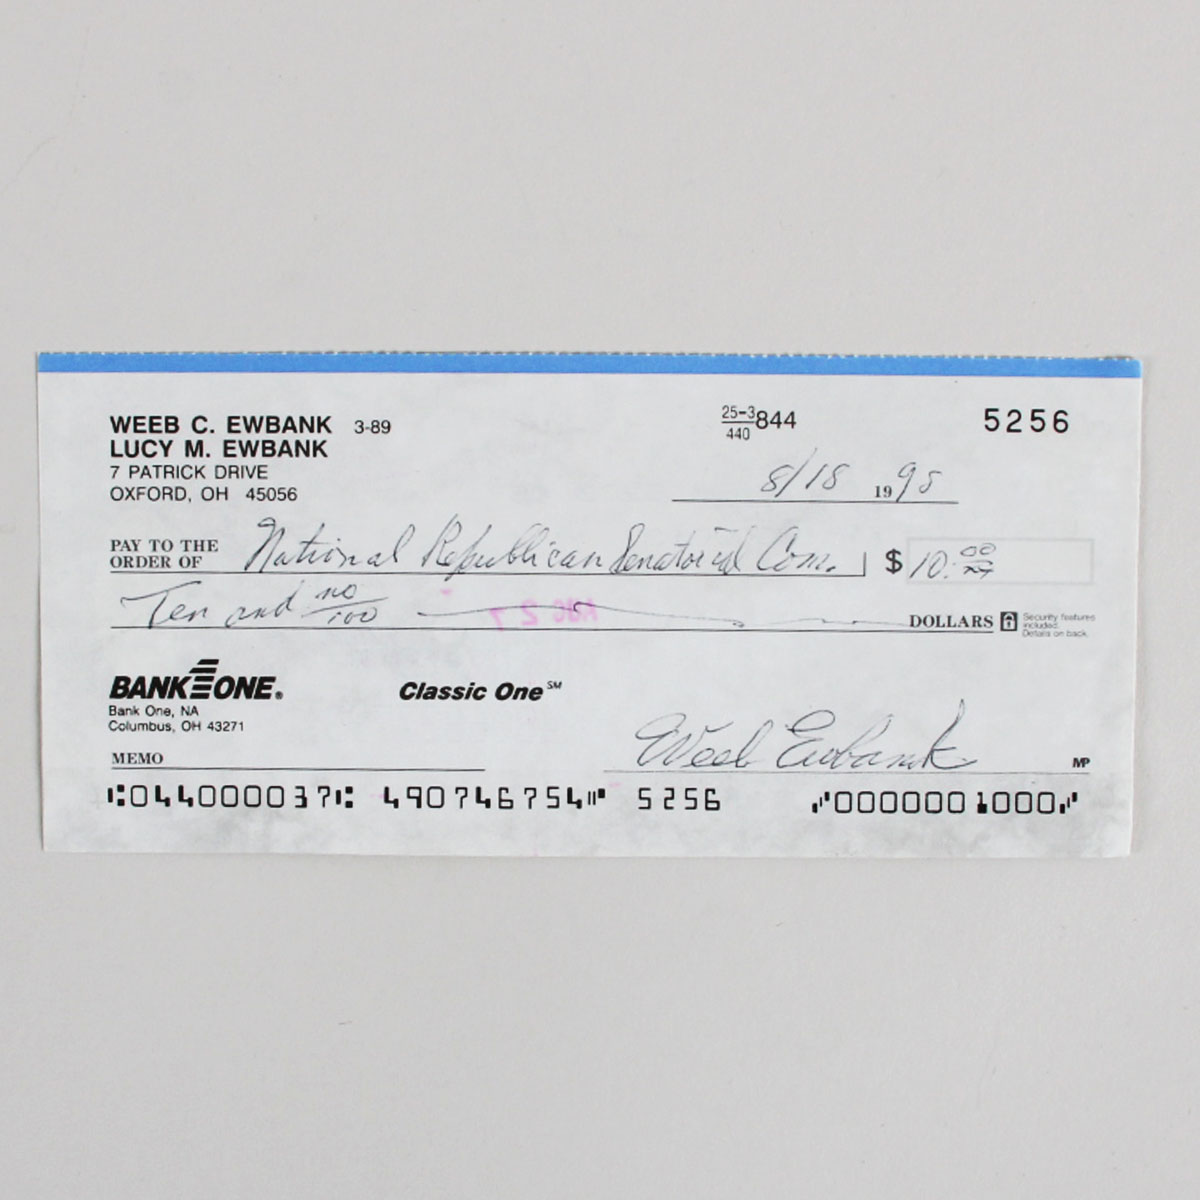 WEEB C. EWBANK 3-89
LUCY M. EWBANK
7 PATRICK DRIVE
OXFORD, OH 45056
25-3/440 844
5256
8/18 1995
PAY TO THE ORDER OF National Republican Senatorial Com. $ 10.00
Ten and no/100 DOLLARS
AUG 27
Security features included. Details on back.
BANK ONE®
Classic One℠
Bank One, NA
Columbus, OH 43271
Weeb Ewbank MP
MEMO
⑆044000037⑆ 490746754⑈ 5256 ⑇0000001000⑇